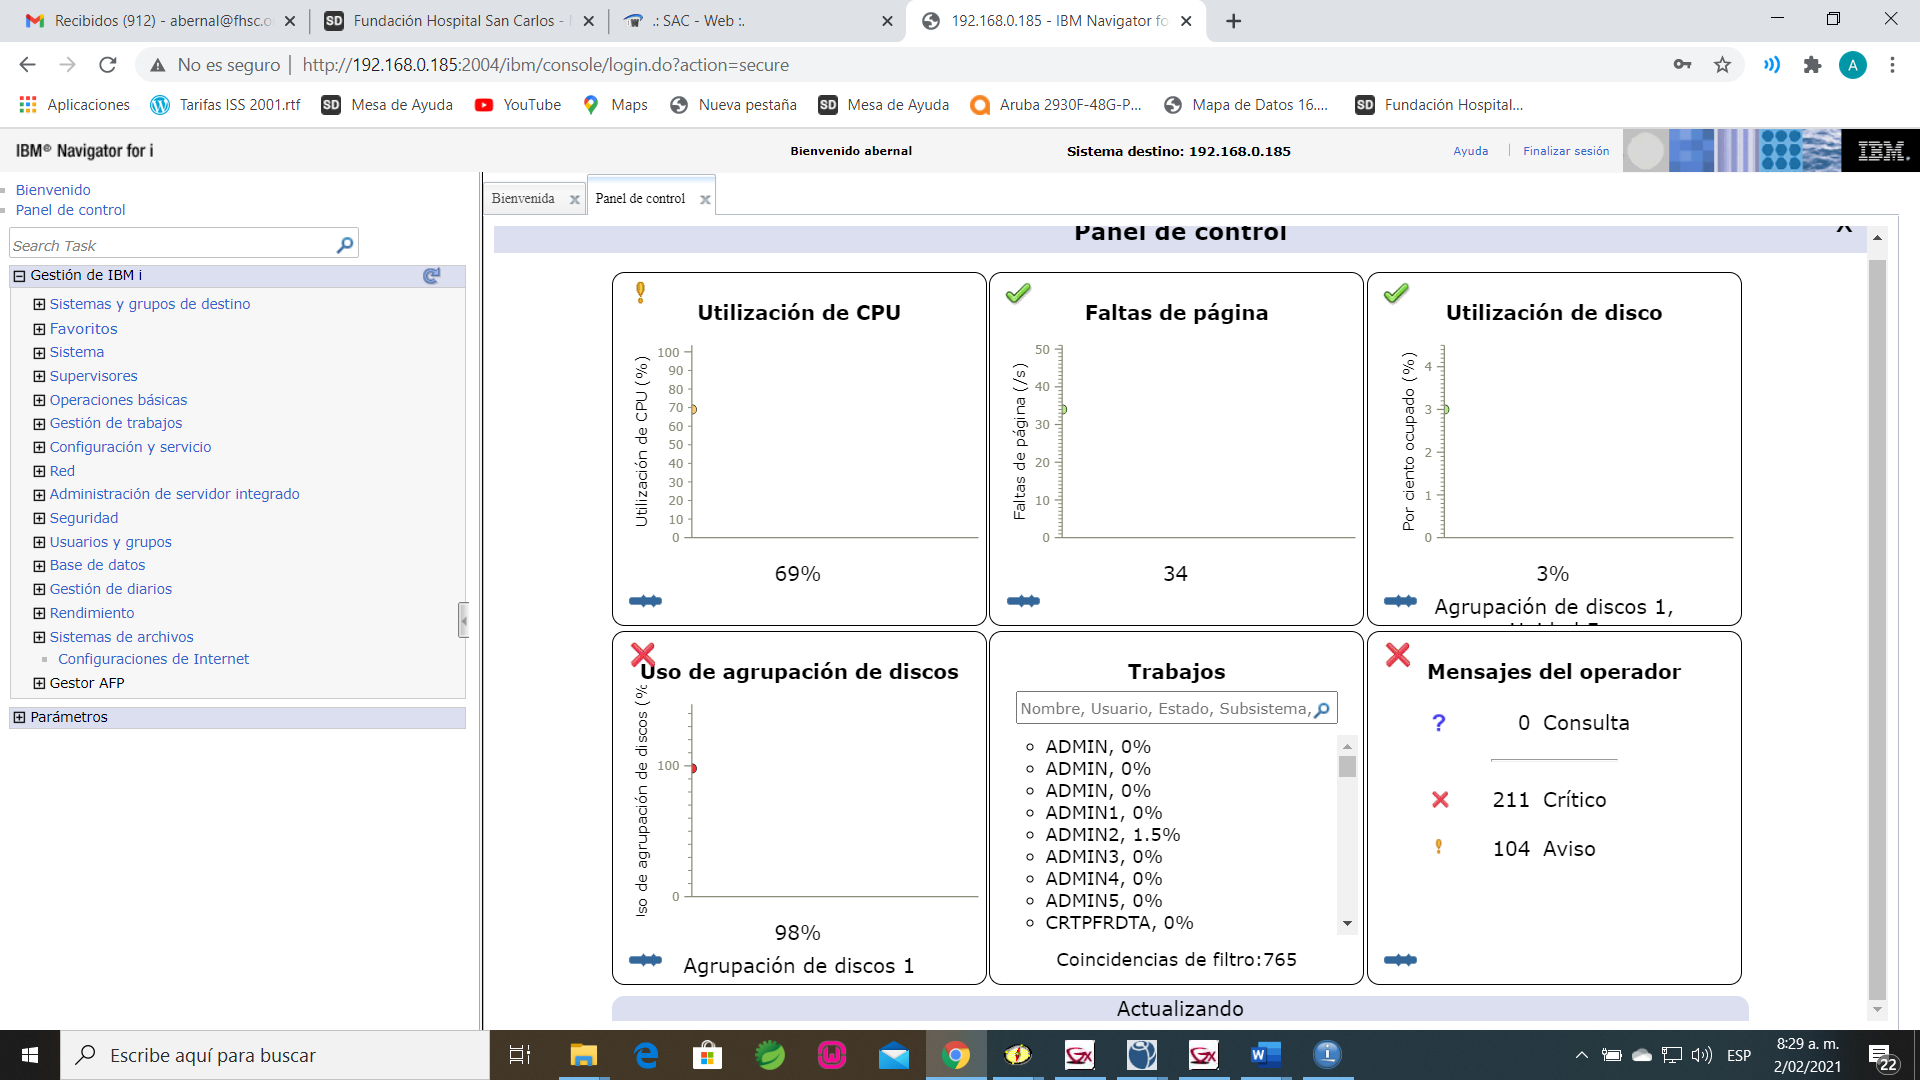 Recibidos (912) - abernal@fhsc.o
Fundación Hospital San Carlos -
.: SAC - Web :.
192.168.0.185 - IBM Navigator fo
No es seguro
http://192.168.0.185:2004/ibm/console/login.do?action=secure
A
Aplicaciones
Tarifas ISS 2001.rtf
SD Mesa de Ayuda
YouTube
Maps
Nueva pestaña
SD Mesa de Ayuda
Aruba 2930F-48G-P...
Mapa de Datos 16....
SD Fundación Hospital...
IBM® Navigator for i
Bienvenido abernal
Sistema destino: 192.168.0.185
Ayuda
Finalizar sesión
IBM.
Bienvenido
Panel de control
Search Task
Gestión de IBM i
Sistemas y grupos de destino
Favoritos
Sistema
Supervisores
Operaciones básicas
Gestión de trabajos
Configuración y servicio
Red
Administración de servidor integrado
Seguridad
Usuarios y grupos
Base de datos
Gestión de diarios
Rendimiento
Sistemas de archivos
Configuraciones de Internet
Gestor AFP
Parámetros
Bienvenida
Panel de control
Panel de control
Utilización de CPU
Utilización de CPU (%)
100
90
80
70
60
50
40
30
20
10
0
69%
Faltas de página
Faltas de página (/s)
50
40
30
20
10
0
34
Utilización de disco
Por ciento ocupado (%)
4
3
2
1
0
3%
Agrupación de discos 1,
Uso de agrupación de discos
Uso de agrupación de discos (%
100
0
98%
Agrupación de discos 1
Trabajos
Nombre, Usuario, Estado, Subsistema,
ADMIN, 0%
ADMIN, 0%
ADMIN, 0%
ADMIN1, 0%
ADMIN2, 1.5%
ADMIN3, 0%
ADMIN4, 0%
ADMIN5, 0%
CRTPFRDTA, 0%
Coincidencias de filtro:765
Mensajes del operador
? 0 Consulta
211 Crítico
104 Aviso
Actualizando
Escribe aquí para buscar
ESP
8:29 a. m.
2/02/2021
22